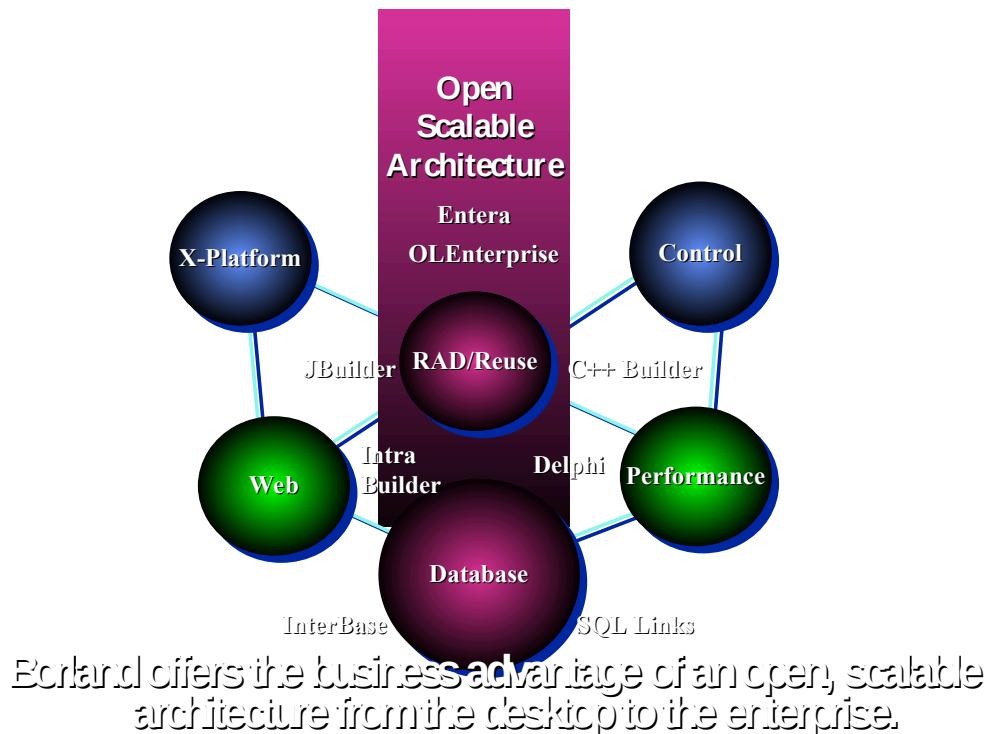 Open
Scalable
Architecture
Entera
OLEnterprise
X-Platform
Control
JBuilder
RAD/Reuse
C++ Builder
Intra
Builder
Delphi
Web
Performance
Database
InterBase
SQL Links
Borland offers the business advantage of an open, scalable
architecture from the desktop to the enterprise.